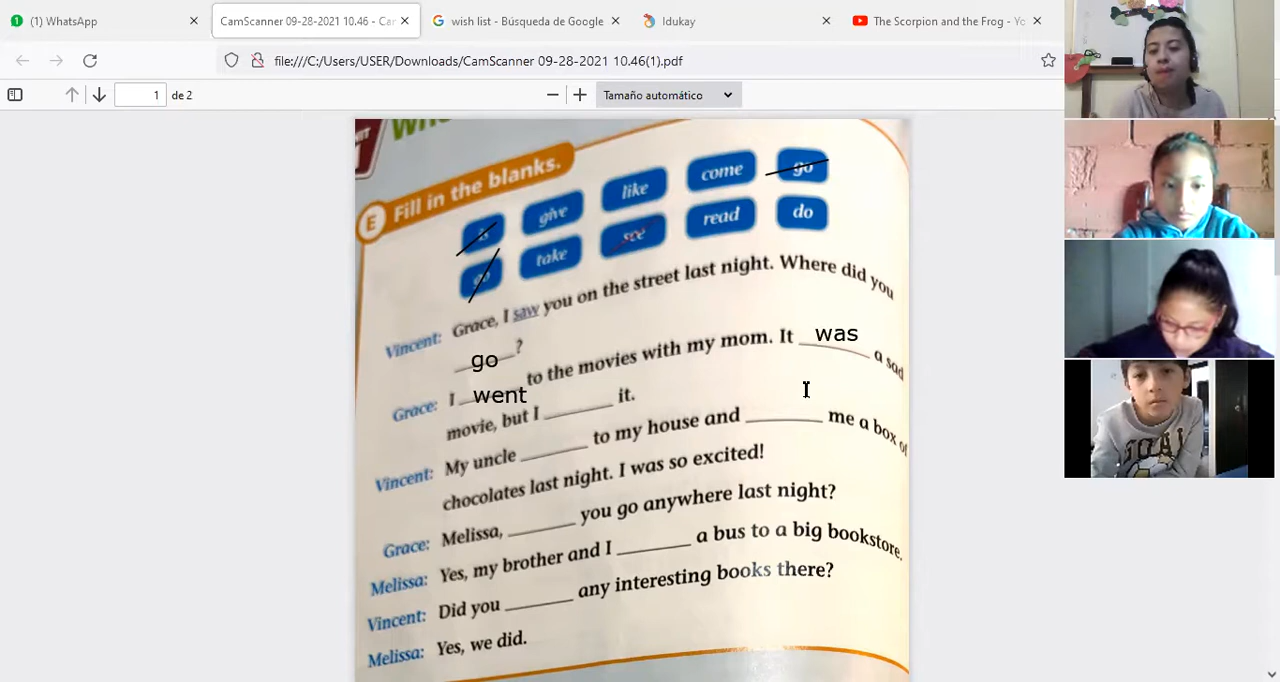 (1) WhatsApp
CamScanner 09-28-2021 10.46 - Ca
wish list - Búsqueda de Google
Idukay
The Scorpion and the Frog - Yo
file:///C:/Users/USER/Downloads/CamScanner 09-28-2021 10.46(1).pdf
1 de 2
Tamaño automático
E Fill in the blanks.
is give like come go
go take see read do
Vincent: Grace, I saw you on the street last night. Where did you
go ?
Grace: I went to the movies with my mom. It was a sad
movie, but I ______ it.
Vincent: My uncle ______ to my house and ______ me a box of
chocolates last night. I was so excited!
Grace: Melissa, ______ you go anywhere last night?
Melissa: Yes, my brother and I ______ a bus to a big bookstore.
Vincent: Did you ______ any interesting books there?
Melissa: Yes, we did.